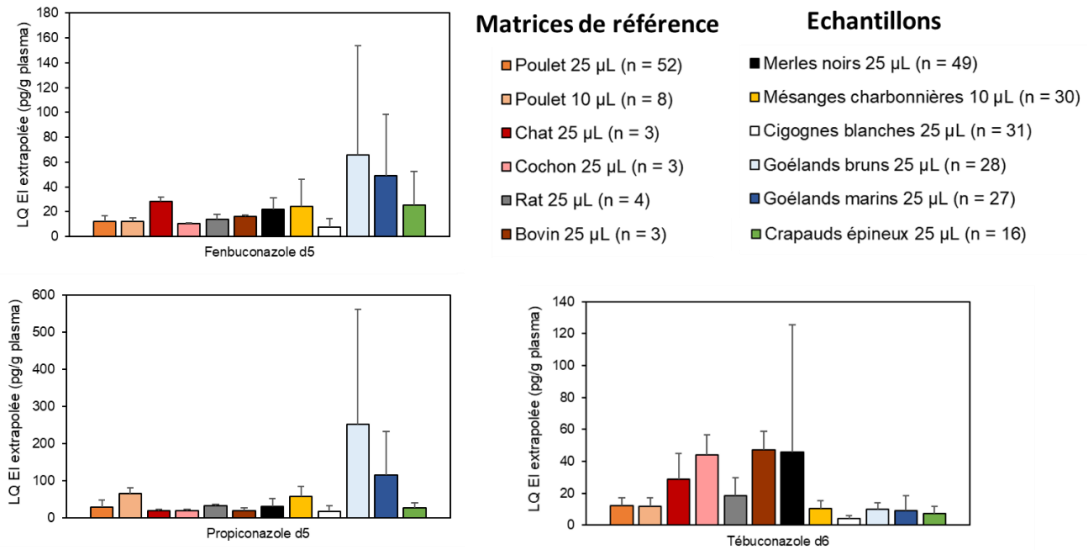 LQ EI extrapolée (pg/g plasma)
180
160
140
120
100
80
60
40
20
0
Fenbuconazole d5
Matrices de référence
Poulet 25 µL (n = 52)
Poulet 10 µL (n = 8)
Chat 25 µL (n = 3)
Cochon 25 µL (n = 3)
Rat 25 µL (n = 4)
Bovin 25 µL (n = 3)
Echantillons
Merles noirs 25 µL (n = 49)
Mésanges charbonnières 10 µL (n = 30)
Cigognes blanches 25 µL (n = 31)
Goélands bruns 25 µL (n = 28)
Goélands marins 25 µL (n = 27)
Crapauds épineux 25 µL (n = 16)
LQ EI extrapolée (pg/g plasma)
600
500
400
300
200
100
0
Propiconazole d5
LQ EI extrapolée (pg/g plasma)
140
120
100
80
60
40
20
0
Tébuconazole d6